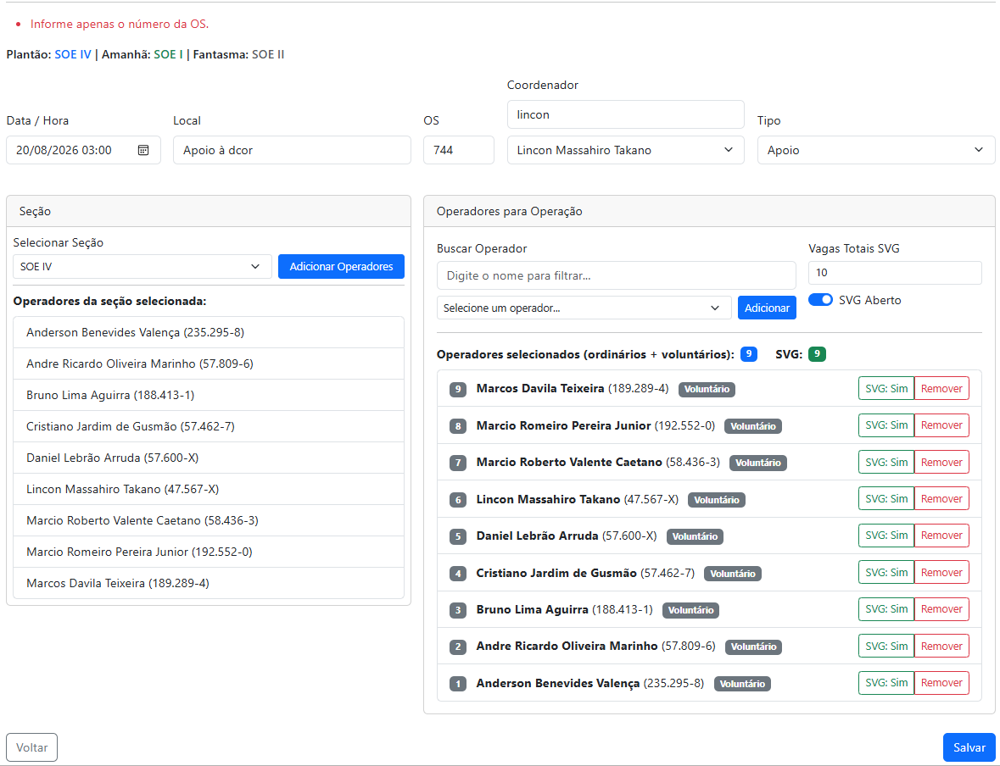 Informe apenas o número da OS.
Plantão: SOE IV | Amanhã: SOE I | Fantasma: SOE II
Data / Hora
20/08/2026 03:00
Local
Apoio à dcor
OS
744
Coordenador
lincon
Lincon Massahiro Takano
Tipo
Apoio
Seção
Selecionar Seção
SOE IV
Adicionar Operadores
Operadores da seção selecionada:
Anderson Benevides Valença (235.295-8)
Andre Ricardo Oliveira Marinho (57.809-6)
Bruno Lima Aguirra (188.413-1)
Cristiano Jardim de Gusmão (57.462-7)
Daniel Lebrão Arruda (57.600-X)
Lincon Massahiro Takano (47.567-X)
Marcio Roberto Valente Caetano (58.436-3)
Marcio Romeiro Pereira Junior (192.552-0)
Marcos Davila Teixeira (189.289-4)
Operadores para Operação
Buscar Operador
Digite o nome para filtrar...
Selecione um operador...
Adicionar
Vagas Totais SVG
10
SVG Aberto
Operadores selecionados (ordinários + voluntários): 9 SVG: 9
9 Marcos Davila Teixeira (189.289-4) Voluntário SVG: Sim Remover
8 Marcio Romeiro Pereira Junior (192.552-0) Voluntário SVG: Sim Remover
7 Marcio Roberto Valente Caetano (58.436-3) Voluntário SVG: Sim Remover
6 Lincon Massahiro Takano (47.567-X) Voluntário SVG: Sim Remover
5 Daniel Lebrão Arruda (57.600-X) Voluntário SVG: Sim Remover
4 Cristiano Jardim de Gusmão (57.462-7) Voluntário SVG: Sim Remover
3 Bruno Lima Aguirra (188.413-1) Voluntário SVG: Sim Remover
2 Andre Ricardo Oliveira Marinho (57.809-6) Voluntário SVG: Sim Remover
1 Anderson Benevides Valença (235.295-8) Voluntário SVG: Sim Remover
Voltar
Salvar